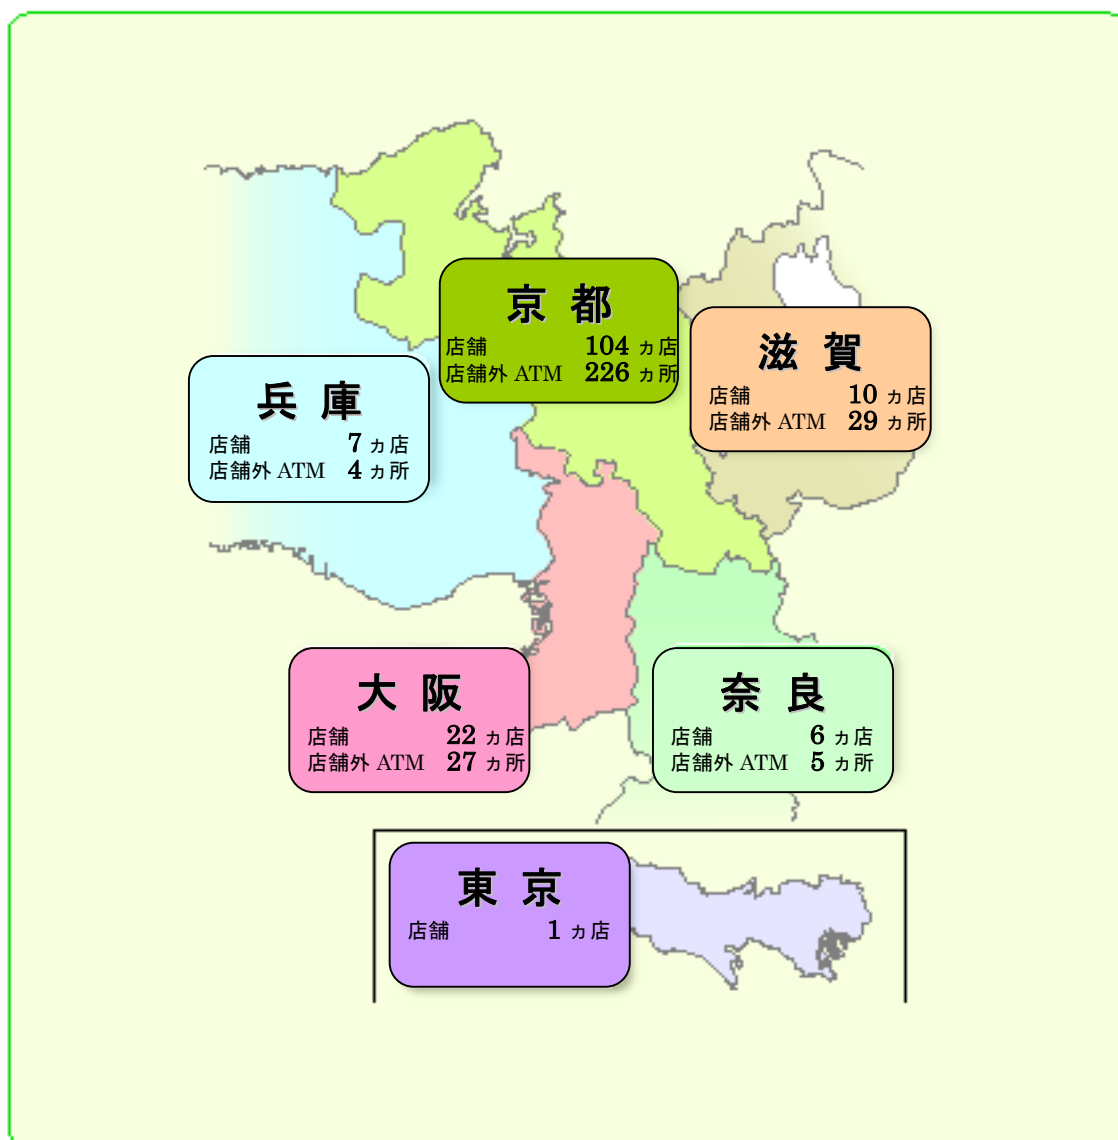 京都
店舗 104 ヵ店
店舗外 ATM 226 ヵ所
滋賀
店舗 10 ヵ店
店舗外 ATM 29 ヵ所
兵庫
店舗 7 ヵ店
店舗外 ATM 4 ヵ所
大阪
店舗 22 ヵ店
店舗外 ATM 27 ヵ所
奈良
店舗 6 ヵ店
店舗外 ATM 5 ヵ所
東京
店舗 1 ヵ店